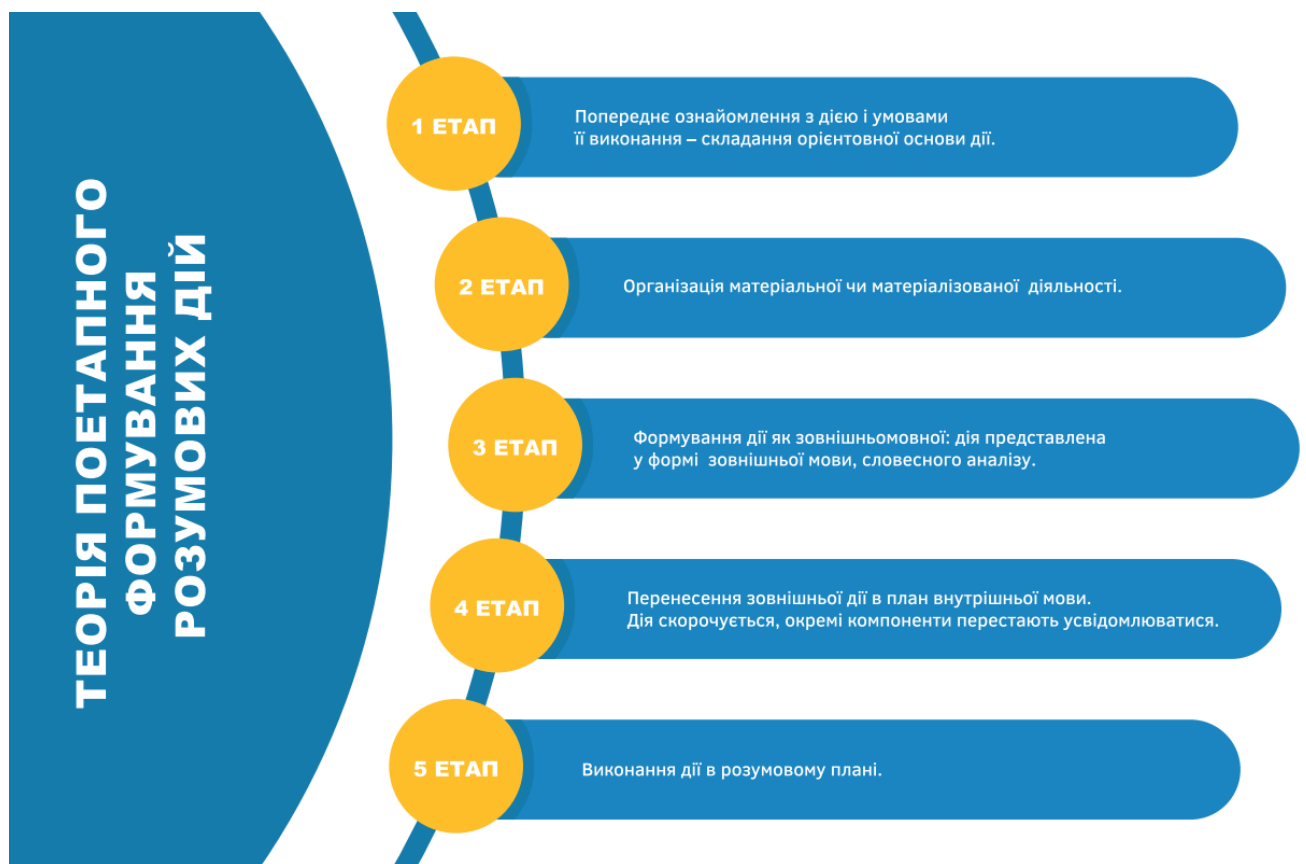 ТЕОРІЯ ПОЕТАПНОГО
ФОРМУВАННЯ
РОЗУМОВИХ ДІЙ
1 ЕТАП
Попереднє ознайомлення з дією і умовами
її виконання – складання орієнтовної основи дії.
2 ЕТАП
Організація матеріальної чи матеріалізованої діяльності.
3 ЕТАП
Формування дії як зовнішньомовної: дія представлена
у формі зовнішньої мови, словесного аналізу.
4 ЕТАП
Перенесення зовнішньої дії в план внутрішньої мови.
Дія скорочується, окремі компоненти перестають усвідомлюватися.
5 ЕТАП
Виконання дії в розумовому плані.